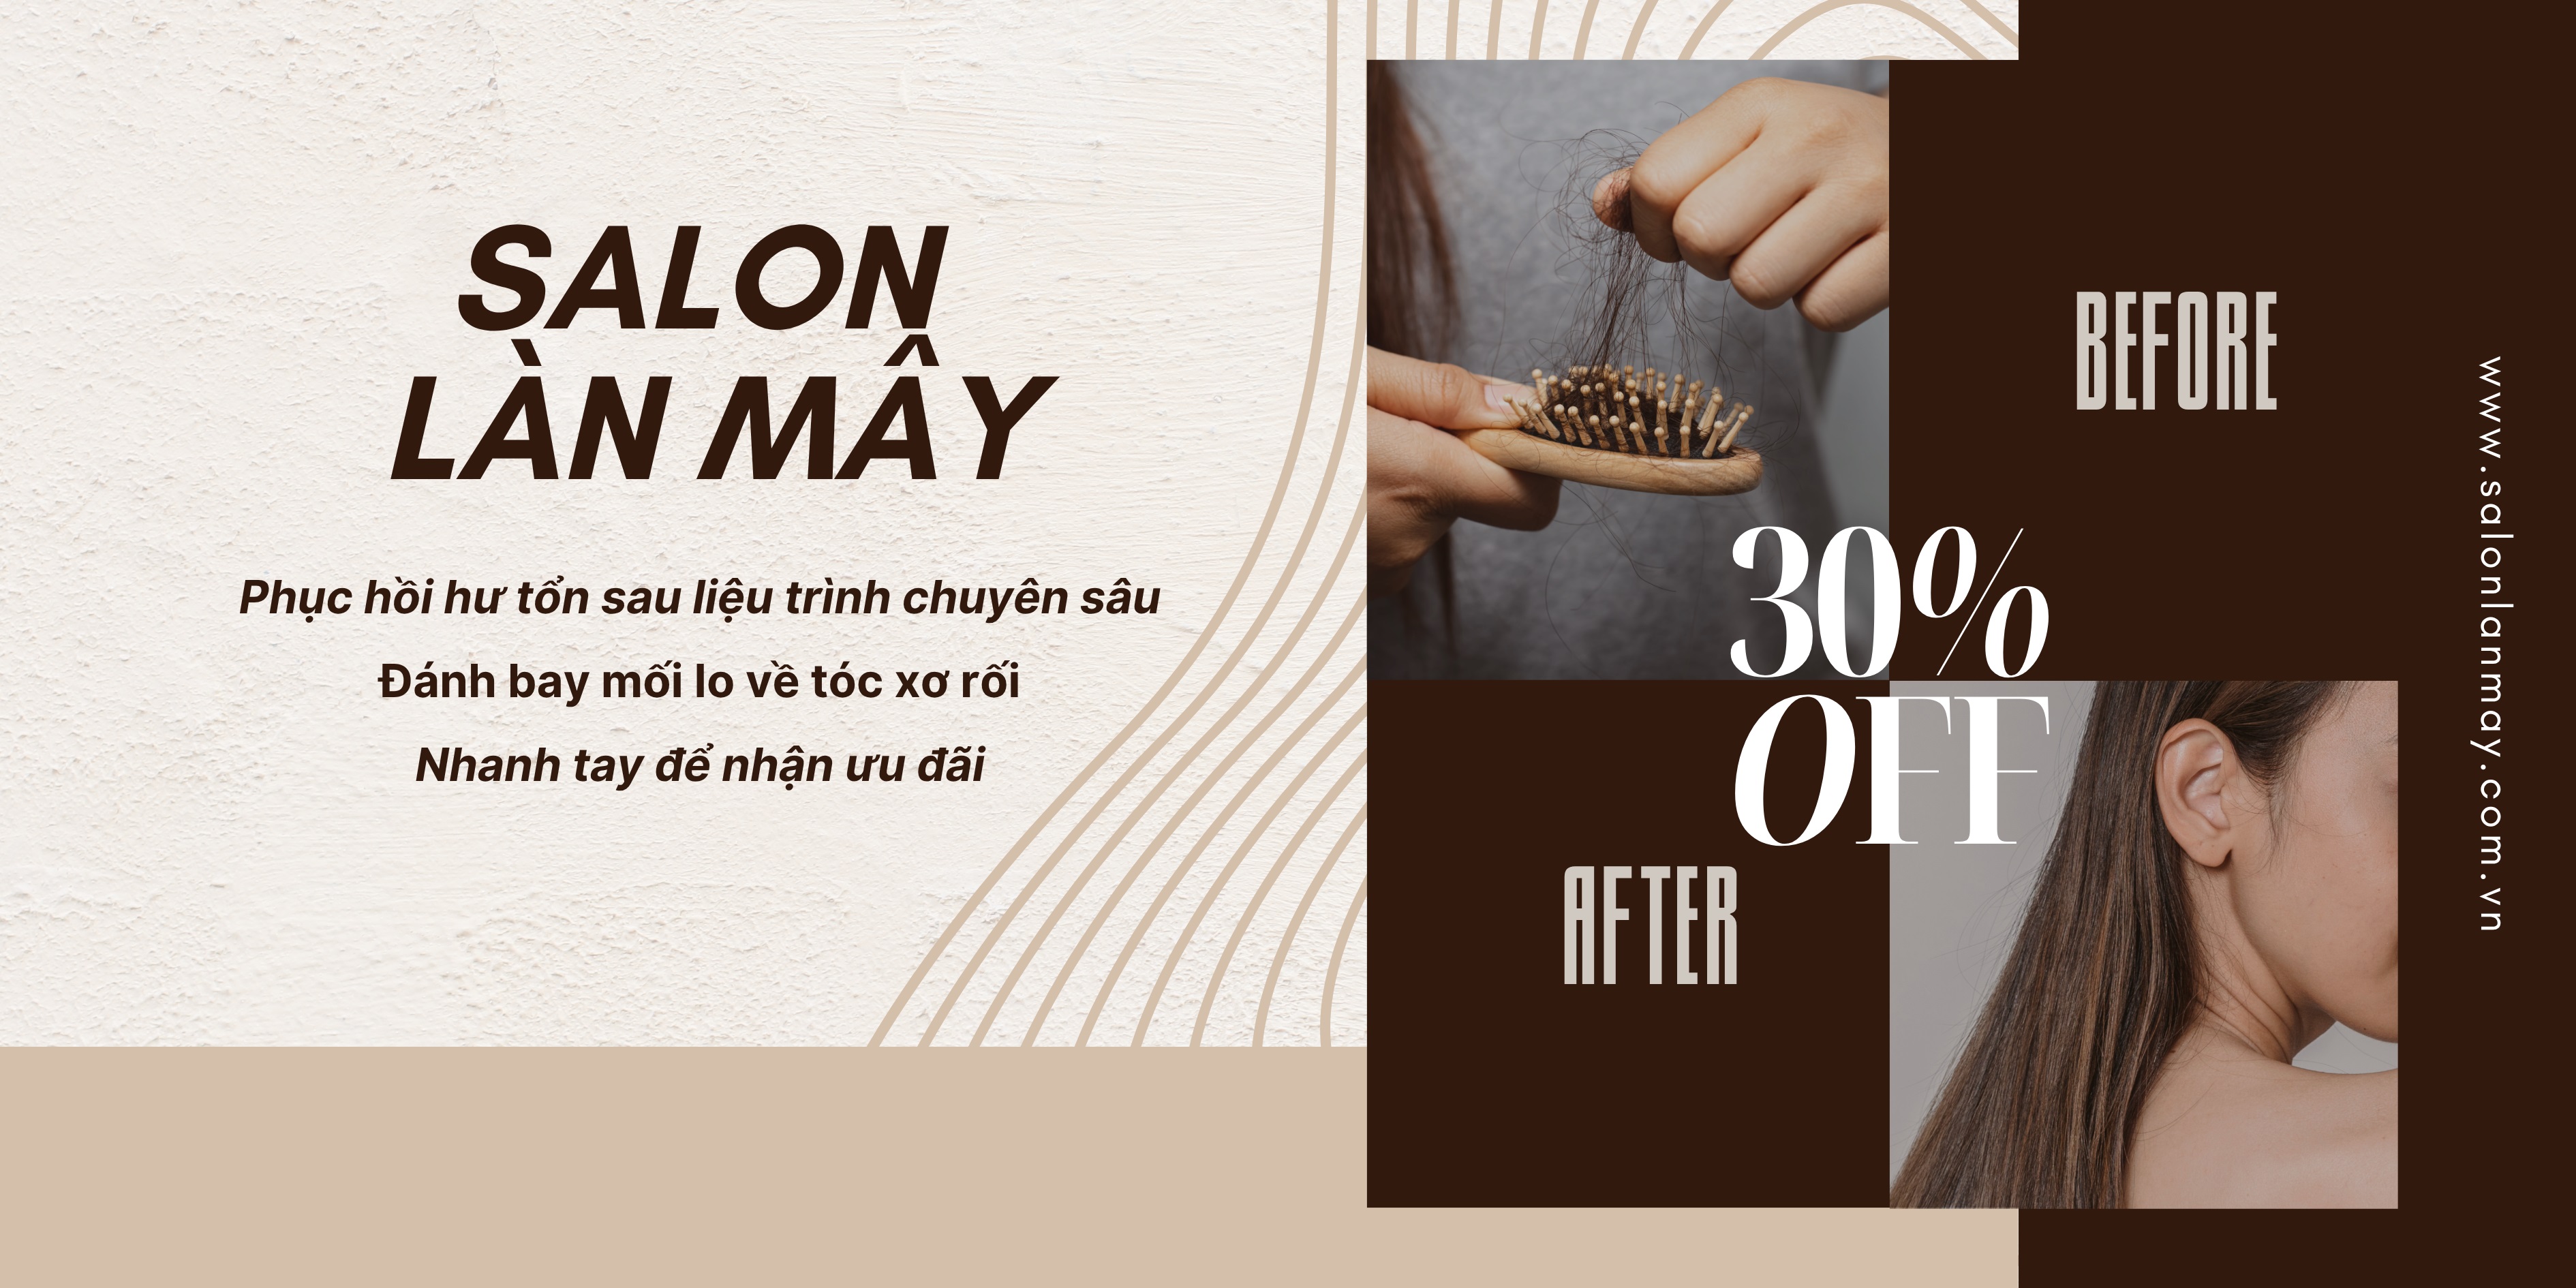 SALON
LÀN MÂY
Phục hồi hư tổn sau liệu trình chuyên sâu
Đánh bay mối lo về tóc xơ rối
Nhanh tay để nhận ưu đãi
BEFORE
30%
OFF
AFTER
www.salonlanmay.com.vn